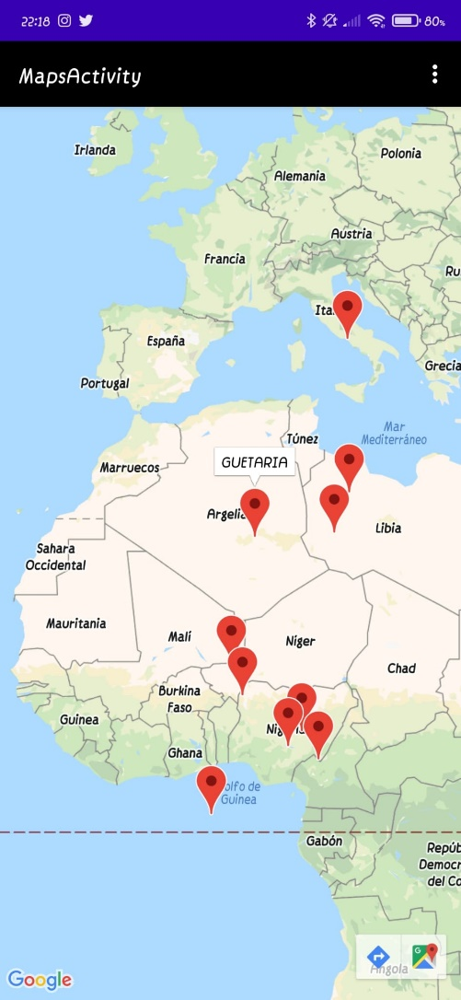 22:18
80%
MapsActivity
Irlanda
Polonia
Alemania
Austria
Francia
Ru
Ita
España
Grecia
Portugal
Mar
Mediterráneo
Túnez
GUETARIA
Marruecos
Argelia
Libia
Sahara
Occidental
Mauritania
Malí
Níger
Chad
Burkina
Faso
Guinea
Nig
Ghana
olfo de
Guinea
Gabón
Repúb
Democr
del Co
Angola
Google